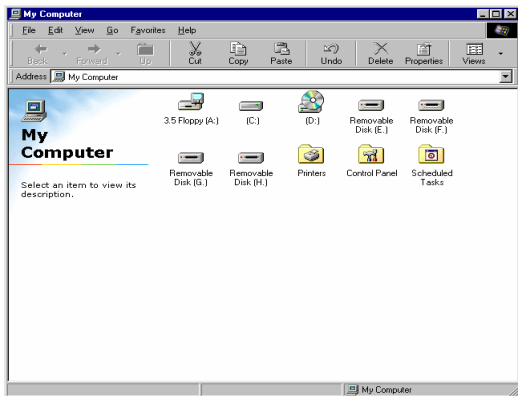 My Computer
File Edit View Go Favorites Help
Back Forward Up Cut Copy Paste Undo Delete Properties Views
Address My Computer
My
Computer
Select an item to view its
description.
3.5 Floppy (A:) (C:) (D:) Removable Disk (E:) Removable Disk (F:)
Removable Disk (G:) Removable Disk (H:) Printers Control Panel Scheduled Tasks
My Computer